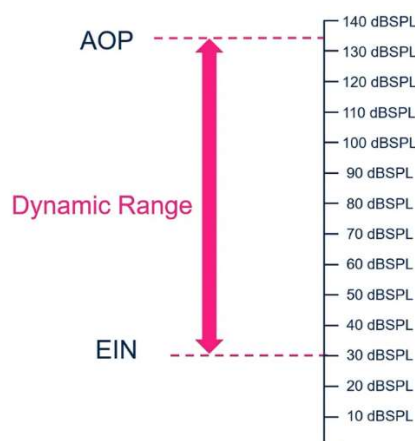 140 dBSPL
AOP
130 dBSPL
120 dBSPL
110 dBSPL
100 dBSPL
90 dBSPL
Dynamic Range
80 dBSPL
70 dBSPL
60 dBSPL
50 dBSPL
40 dBSPL
EIN
30 dBSPL
20 dBSPL
10 dBSPL